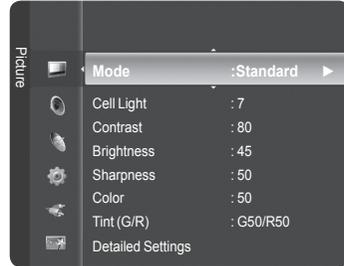 Picture
Mode :Standard ►
Cell Light : 7
Contrast : 80
Brightness : 45
Sharpness : 50
Color : 50
Tint (G/R) : G50/R50
Detailed Settings